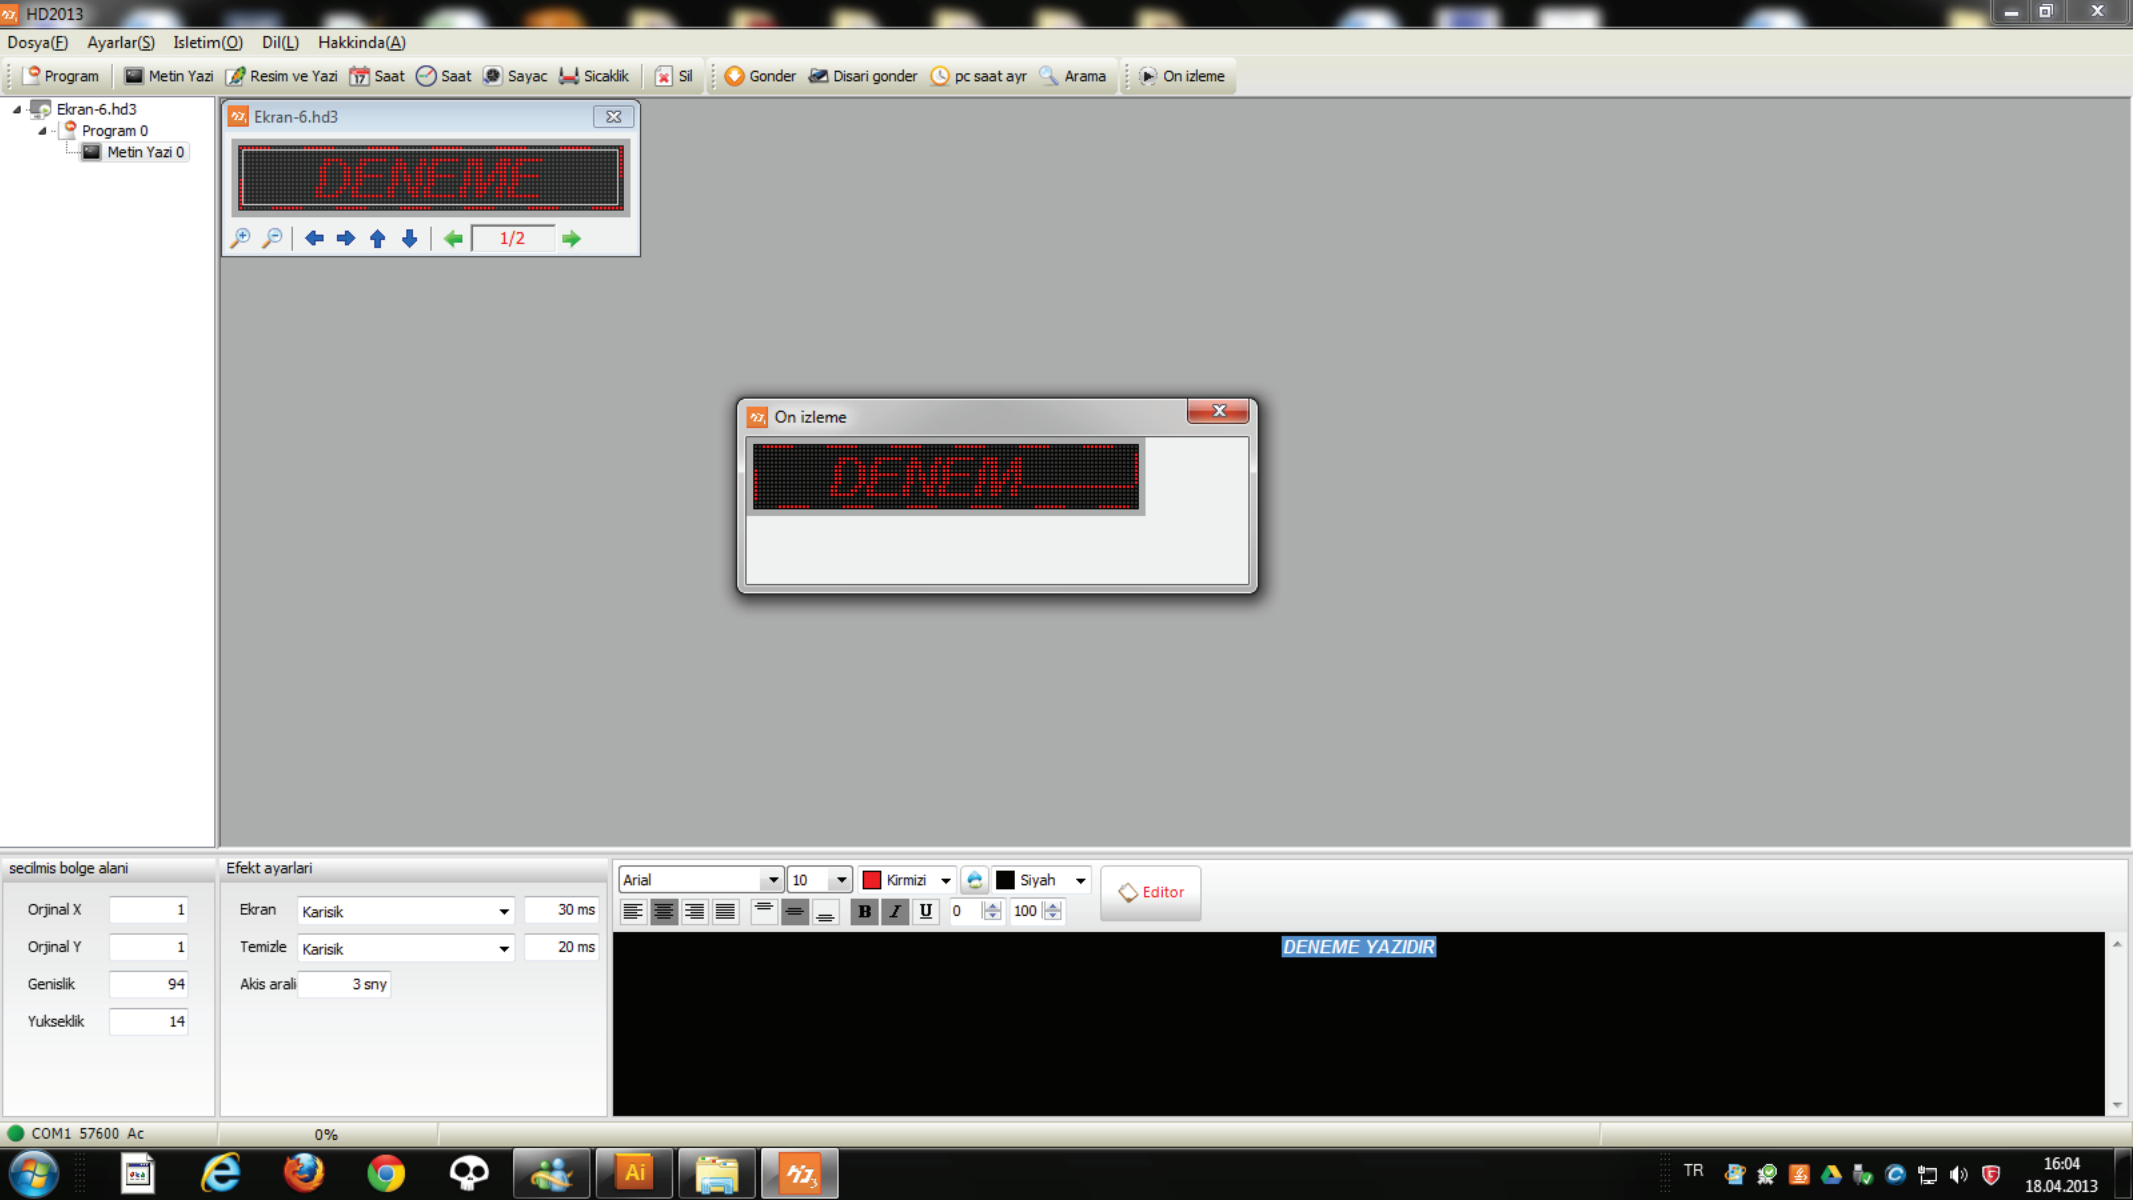 HD2013
Dosya(F) Ayarlar(S) Isletim(O) Dil(L) Hakkinda(A)
Program Metin Yazi Resim ve Yazi 17 Saat Saat Sayac Sicaklik Sil Gonder Disari gonder pc saat ayr Arama On izleme
Ekran-6.hd3
Program 0
Metin Yazi 0
Ekran-6.hd3
DENEME
1/2
On izleme
DENEM
secilmis bolge alani
Orjinal X 1
Orjinal Y 1
Genislik 94
Yukseklik 14
Efekt ayarlari
Ekran Karisik 30 ms
Temizle Karisik 20 ms
Akis arali 3 sny
Arial 10 Kirmizi Siyah Editor
B I U 0 100
DENEME YAZIDIR
COM1 57600 Ac 0%
Ai
TR
16:04
18.04.2013